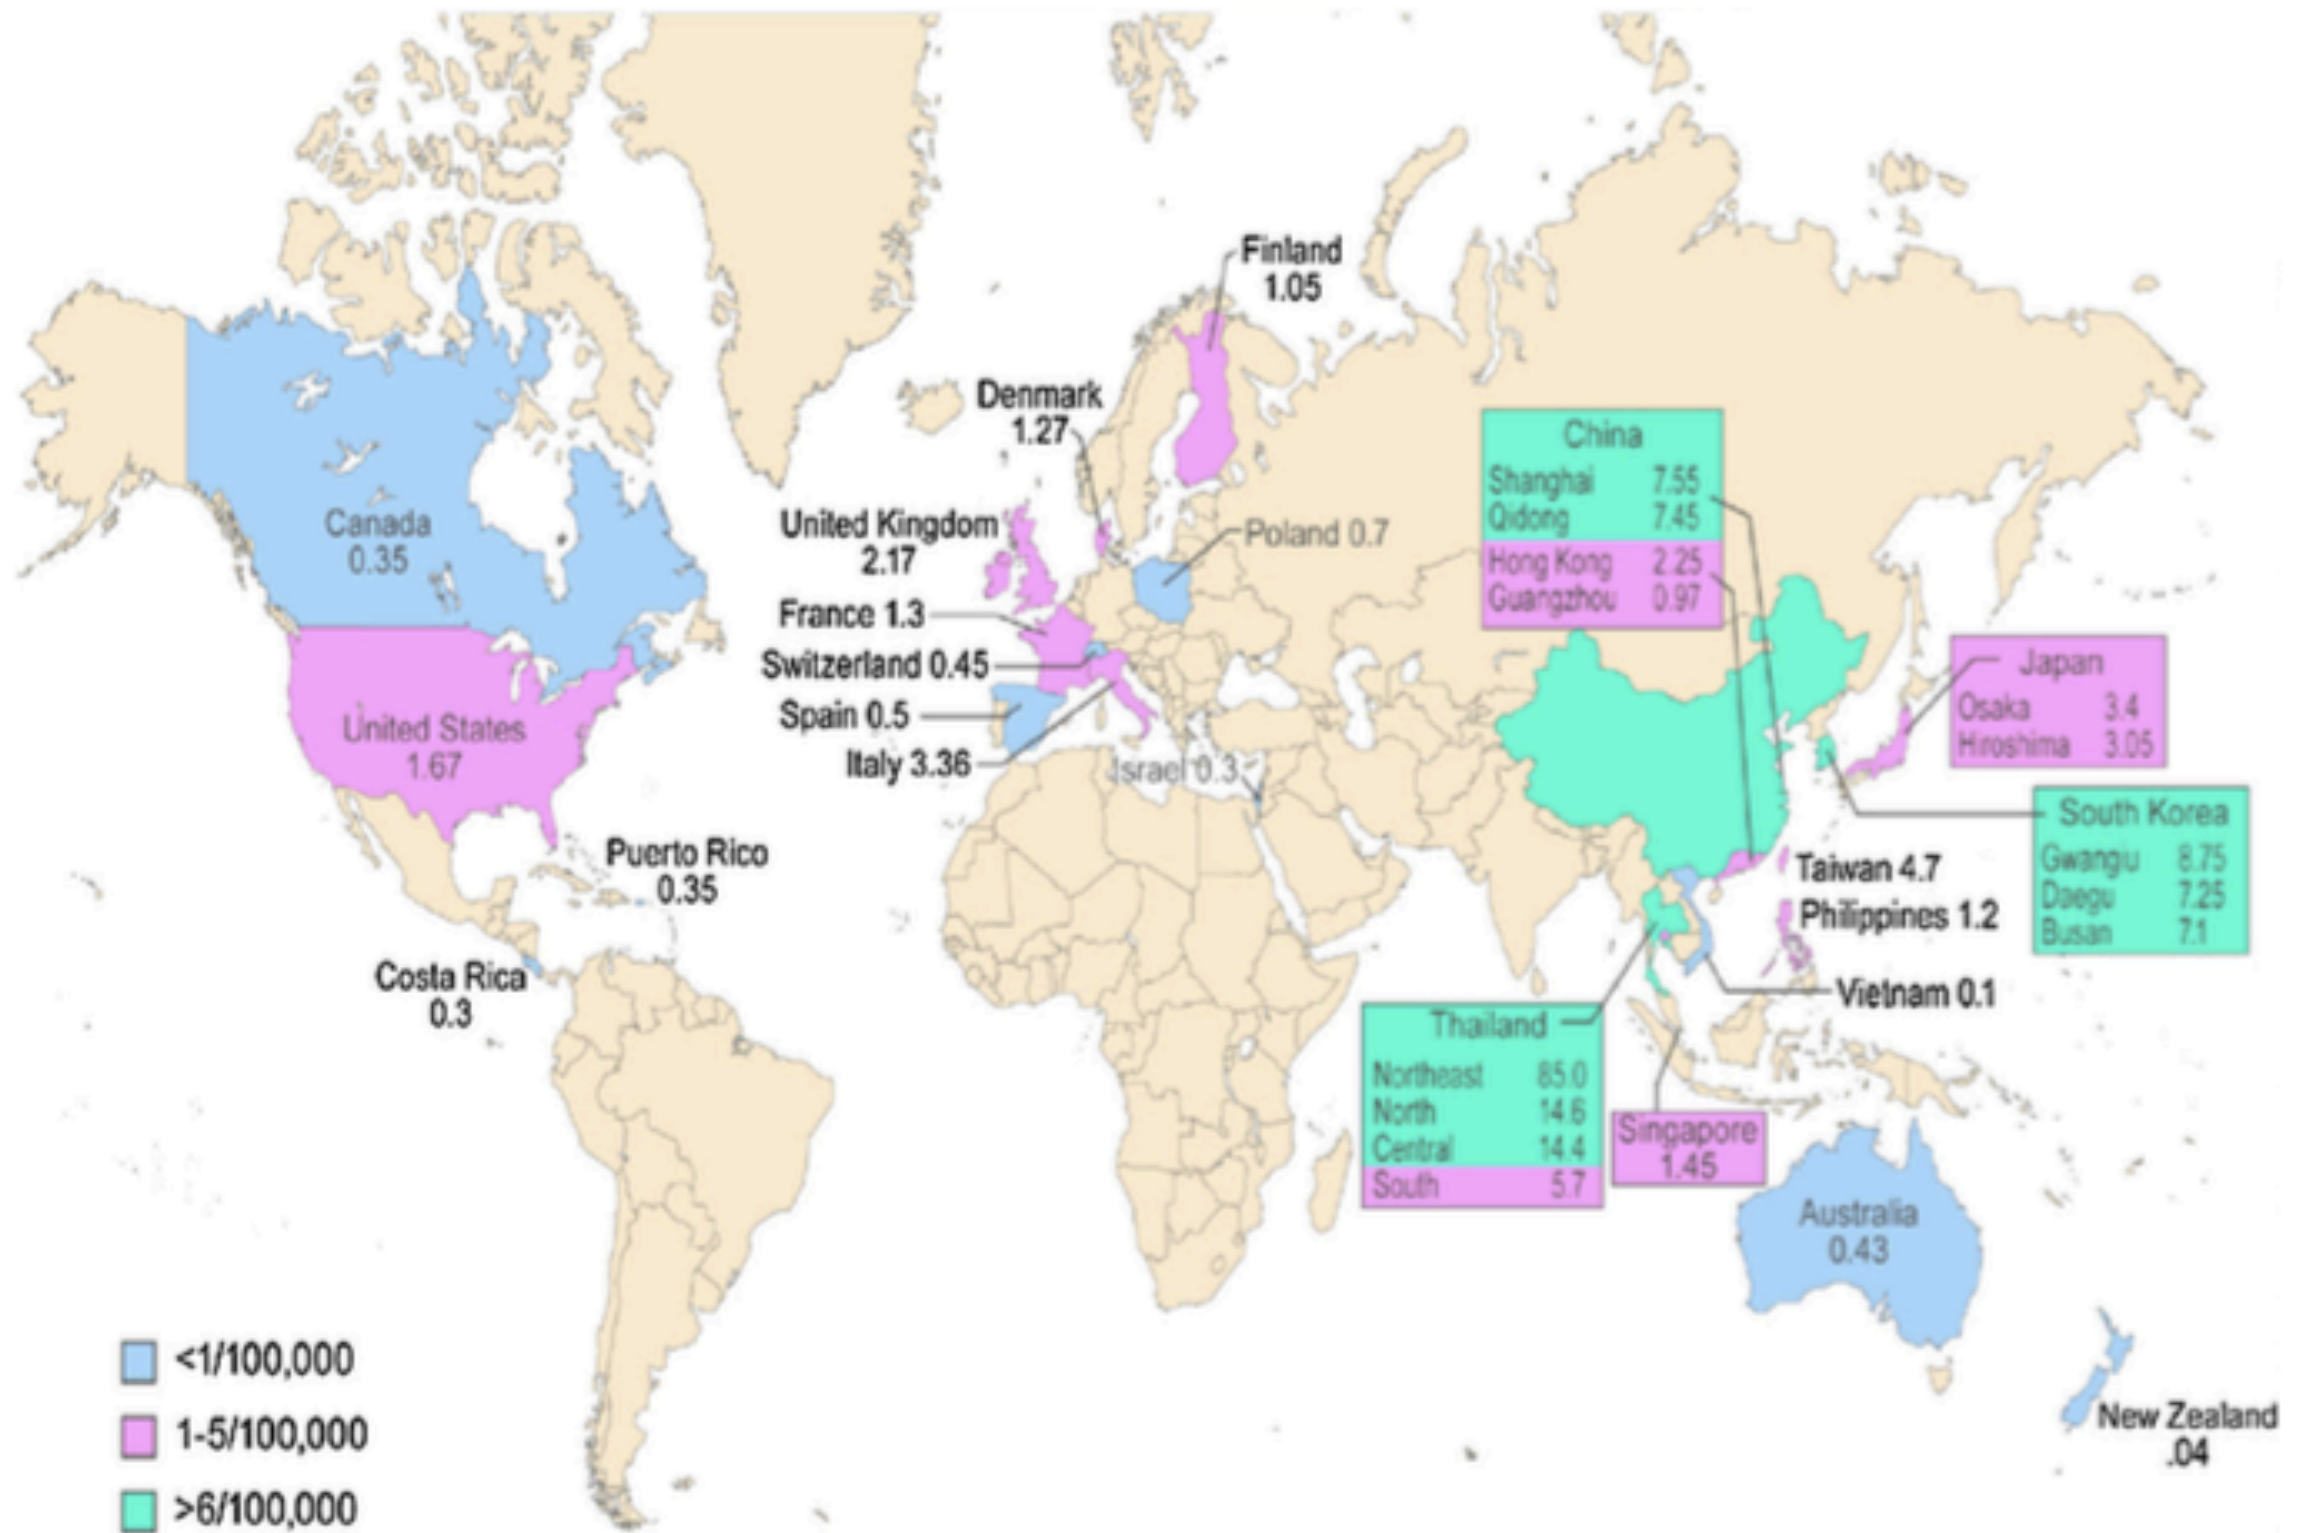 Finland
1.05
Denmark
1.27
China
Shanghai 7.55
Qidong 7.45
Hong Kong 2.25
Guangzhou 0.97
Canada
0.35
United Kingdom
2.17
Poland 0.7
France 1.3
Switzerland 0.45
Spain 0.5
Italy 3.36
Israel 0.3
United States
1.67
Japan
Osaka 3.4
Hiroshima 3.05
South Korea
Gwangju 8.75
Daegu 7.25
Busan 7.1
Puerto Rico
0.35
Taiwan 4.7
Philippines 1.2
Costa Rica
0.3
Vietnam 0.1
Thailand
Northeast 85.0
North 14.6
Central 14.4
South 5.7
Singapore
1.45
Australia
0.43
New Zealand
.04
<1/100,000
1-5/100,000
>6/100,000